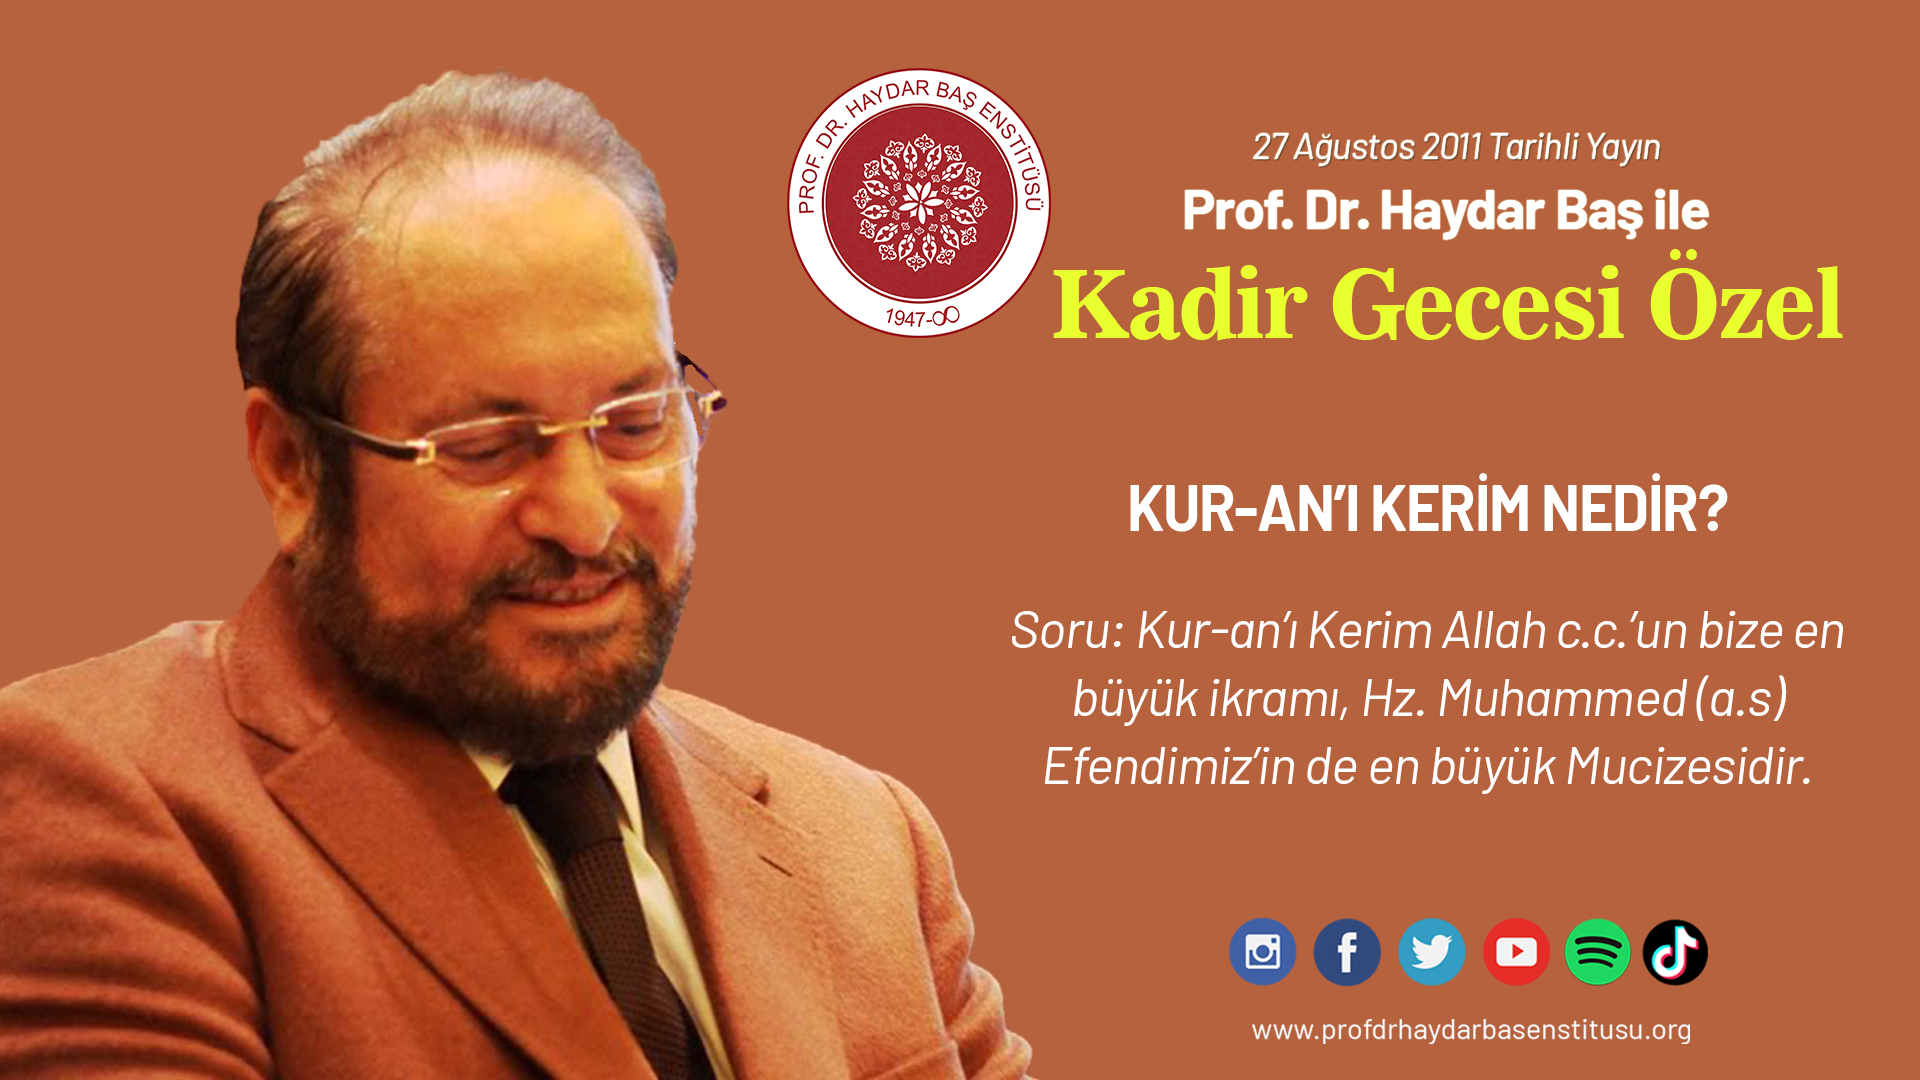 PROF. DR. HAYDAR BAŞ ENSTİTÜSÜ
1947-∞
27 Ağustos 2011 Tarihli Yayın
Prof. Dr. Haydar Baş ile
Kadir Gecesi Özel
KUR-AN’I KERİM NEDİR?
Soru: Kur-an’ı Kerim Allah c.c.’un bize en
büyük ikramı, Hz. Muhammed (a.s)
Efendimiz’in de en büyük Mucizesidir.
www.profdrhaydarbasenstitusu.org